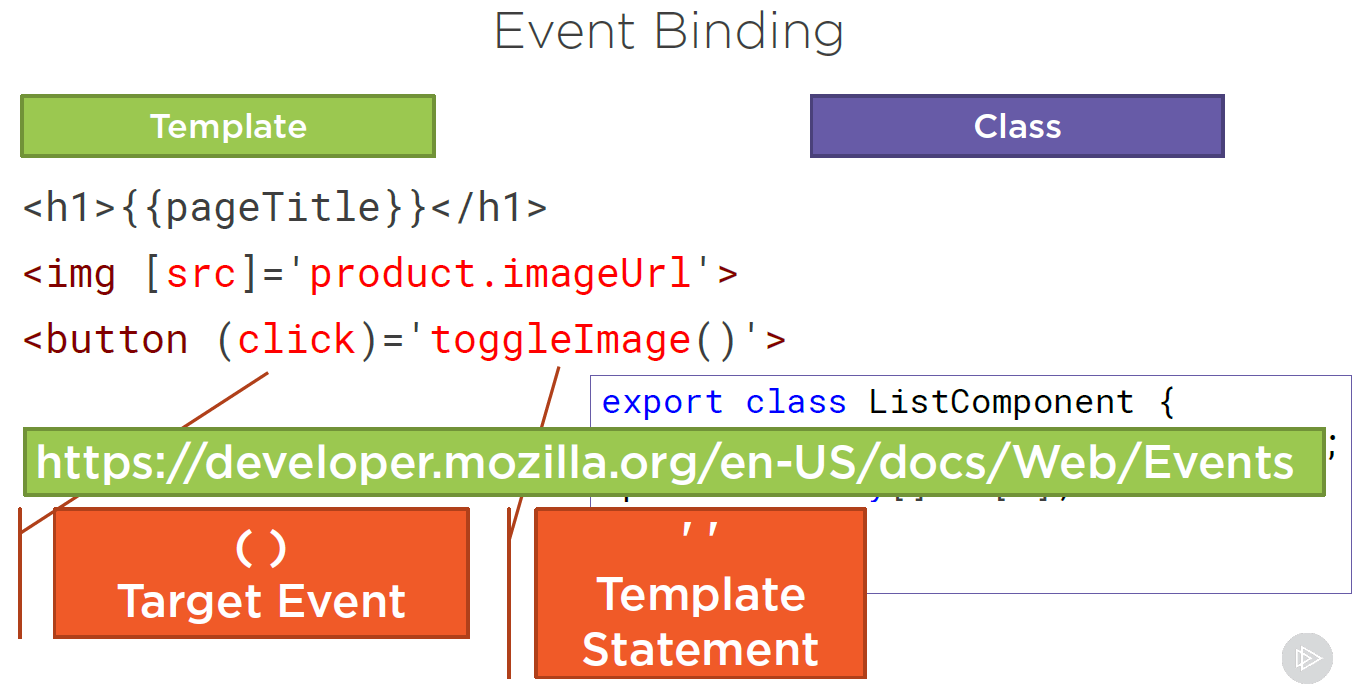 Event Binding
Template
Class
<h1>{{pageTitle}}</h1>
<img [src]='product.imageUrl'>
<button (click)='toggleImage()'>
export class ListComponent {
;
https://developer.mozilla.org/en-US/docs/Web/Events
( )
Target Event
' '
Template
Statement